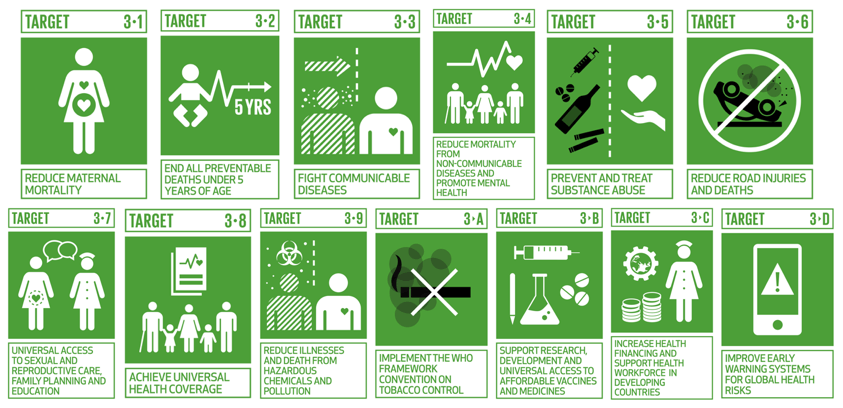 TARGET 3·1
REDUCE MATERNAL
MORTALITY
TARGET 3·2
5 YRS
END ALL PREVENTABLE
DEATHS UNDER 5
YEARS OF AGE
TARGET 3·3
FIGHT COMMUNICABLE
DISEASES
TARGET 3·4
REDUCE MORTALITY
FROM
NON-COMMUNICABLE
DISEASES AND
PROMOTE MENTAL
HEALTH
TARGET 3·5
PREVENT AND TREAT
SUBSTANCE ABUSE
TARGET 3·6
REDUCE ROAD INJURIES
AND DEATHS
TARGET 3·7
UNIVERSAL ACCESS
TO SEXUAL AND
REPRODUCTIVE CARE,
FAMILY PLANNING AND
EDUCATION
TARGET 3·8
ACHIEVE UNIVERSAL
HEALTH COVERAGE
TARGET 3·9
REDUCE ILLNESSES
AND DEATH FROM
HAZARDOUS
CHEMICALS AND
POLLUTION
TARGET 3▸A
IMPLEMENT THE WHO
FRAMEWORK
CONVENTION ON
TOBACCO CONTROL
TARGET 3▸B
SUPPORT RESEARCH,
DEVELOPMENT AND
UNIVERSAL ACCESS TO
AFFORDABLE VACCINES
AND MEDICINES
TARGET 3▸C
INCREASE HEALTH
FINANCING AND
SUPPORT HEALTH
WORKFORCE IN
DEVELOPING
COUNTRIES
TARGET 3▸D
IMPROVE EARLY
WARNING SYSTEMS
FOR GLOBAL HEALTH
RISKS